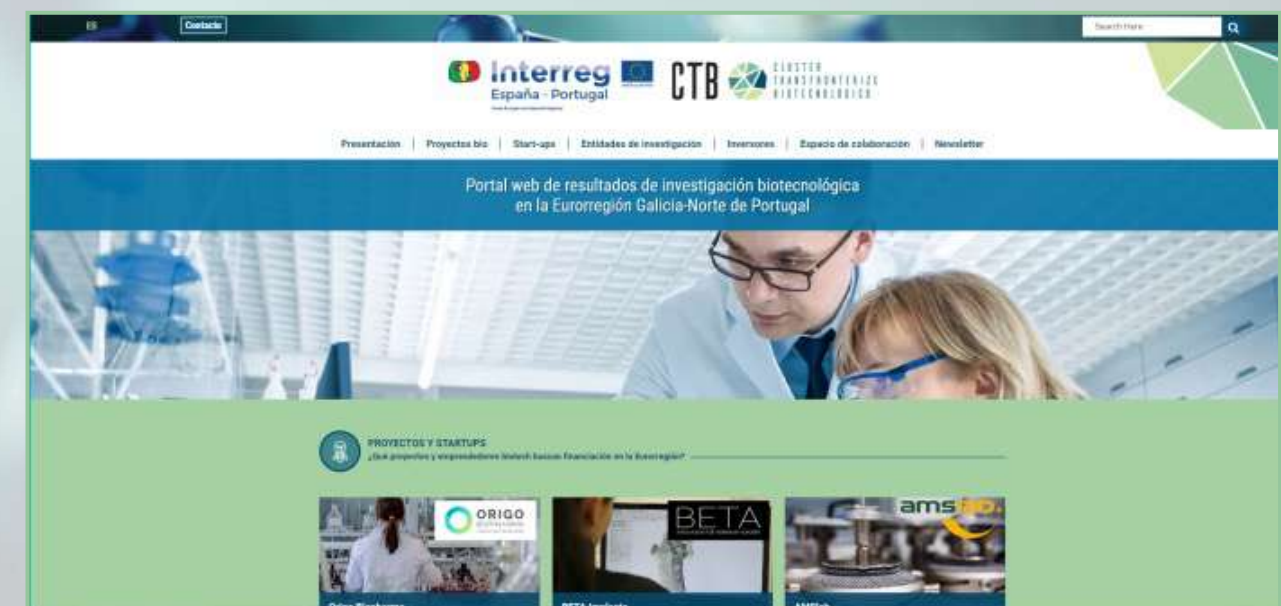 ES
Contacto
Search Here
Interreg
España - Portugal
CTB
CLUSTER
TRANSFRONTERIZO
BIOTECNOLÓGICO
Presentación | Proyectos bio | Start-ups | Entidades de investigación | Inversores | Espacio de colaboración | Newsletter
Portal web de resultados de investigación biotecnológica
en la Eurorregión Galicia-Norte de Portugal
PROYECTOS Y STARTUPS
¿Qué proyectos y emprendedores biotech buscan financiación en la Eurorregión?
ORIGO
BETA
amslab.